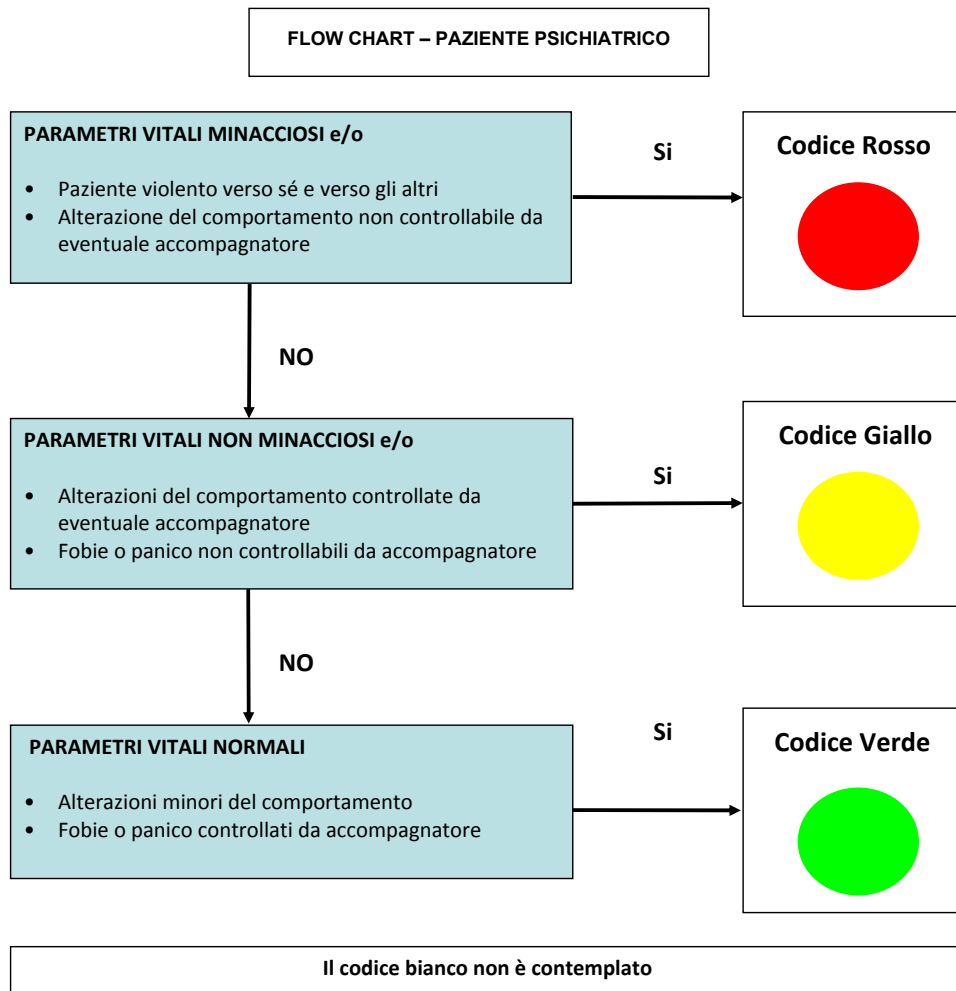 FLOW CHART – PAZIENTE PSICHIATRICO
PARAMETRI VITALI MINACCIOSI e/o
• Paziente violento verso sé e verso gli altri
• Alterazione del comportamento non controllabile da
eventuale accompagnatore
Si
Codice Rosso
NO
PARAMETRI VITALI NON MINACCIOSI e/o
• Alterazioni del comportamento controllate da
eventuale accompagnatore
• Fobie o panico non controllabili da accompagnatore
Si
Codice Giallo
NO
PARAMETRI VITALI NORMALI
• Alterazioni minori del comportamento
• Fobie o panico controllati da accompagnatore
Si
Codice Verde
Il codice bianco non è contemplato